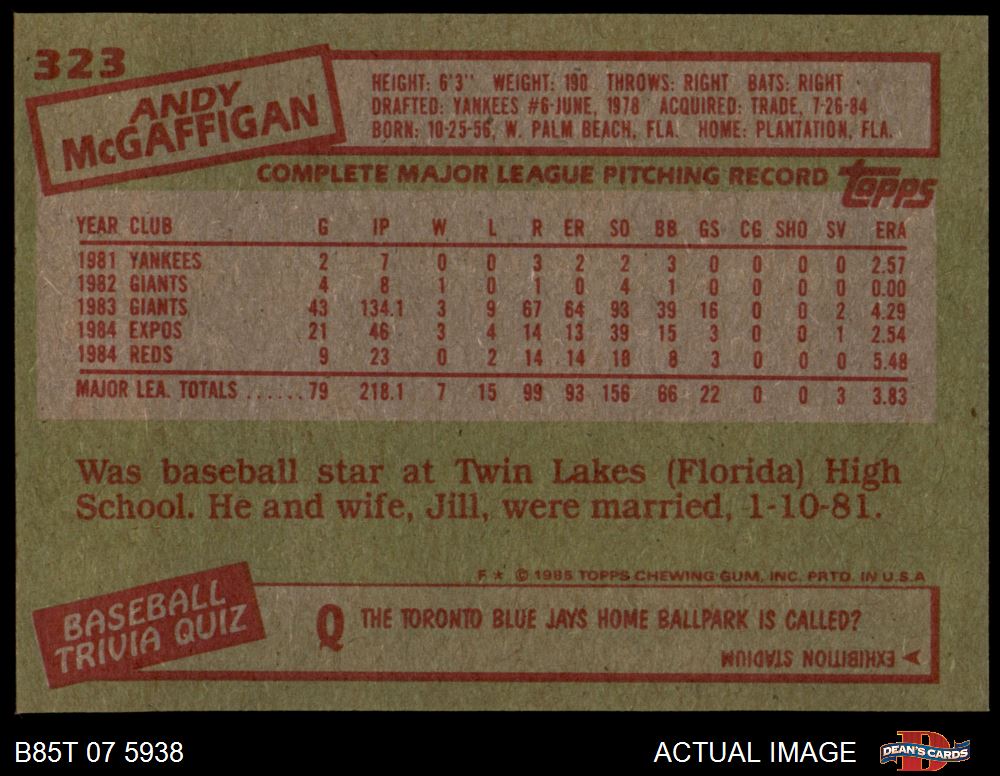 323
ANDY
McGAFFIGAN
HEIGHT: 6'3" WEIGHT: 190 THROWS: RIGHT BATS: RIGHT
DRAFTED: YANKEES #6-JUNE, 1978 ACQUIRED: TRADE, 7-26-84
BORN: 10-25-56, W. PALM BEACH, FLA. HOME: PLANTATION, FLA.
COMPLETE MAJOR LEAGUE PITCHING RECORD topps
YEAR CLUB G IP W L R ER SO BB GS CG SHO SV ERA
1981 YANKEES 2 7 0 0 3 2 2 3 0 0 0 0 2.57
1982 GIANTS 4 8 1 0 1 0 4 1 0 0 0 0 0.00
1983 GIANTS 43 134.1 3 9 67 64 93 39 16 0 0 2 4.29
1984 EXPOS 21 46 3 4 14 13 39 15 3 0 0 1 2.54
1984 REDS 9 23 0 2 14 14 18 8 3 0 0 0 5.48
MAJOR LEA. TOTALS ......79 218.1 7 15 99 93 156 66 22 0 0 3 3.83
Was baseball star at Twin Lakes (Florida) High
School. He and wife, Jill, were married, 1-10-81.
F * © 1985 TOPPS CHEWING GUM, INC. PRTD. IN U.S.A
BASEBALL
TRIVIA QUIZ
Q THE TORONTO BLUE JAYS HOME BALLPARK IS CALLED?
EXHIBITION STADIUM
B85T 07 5938 ACTUAL IMAGE DEAN'S CARDS